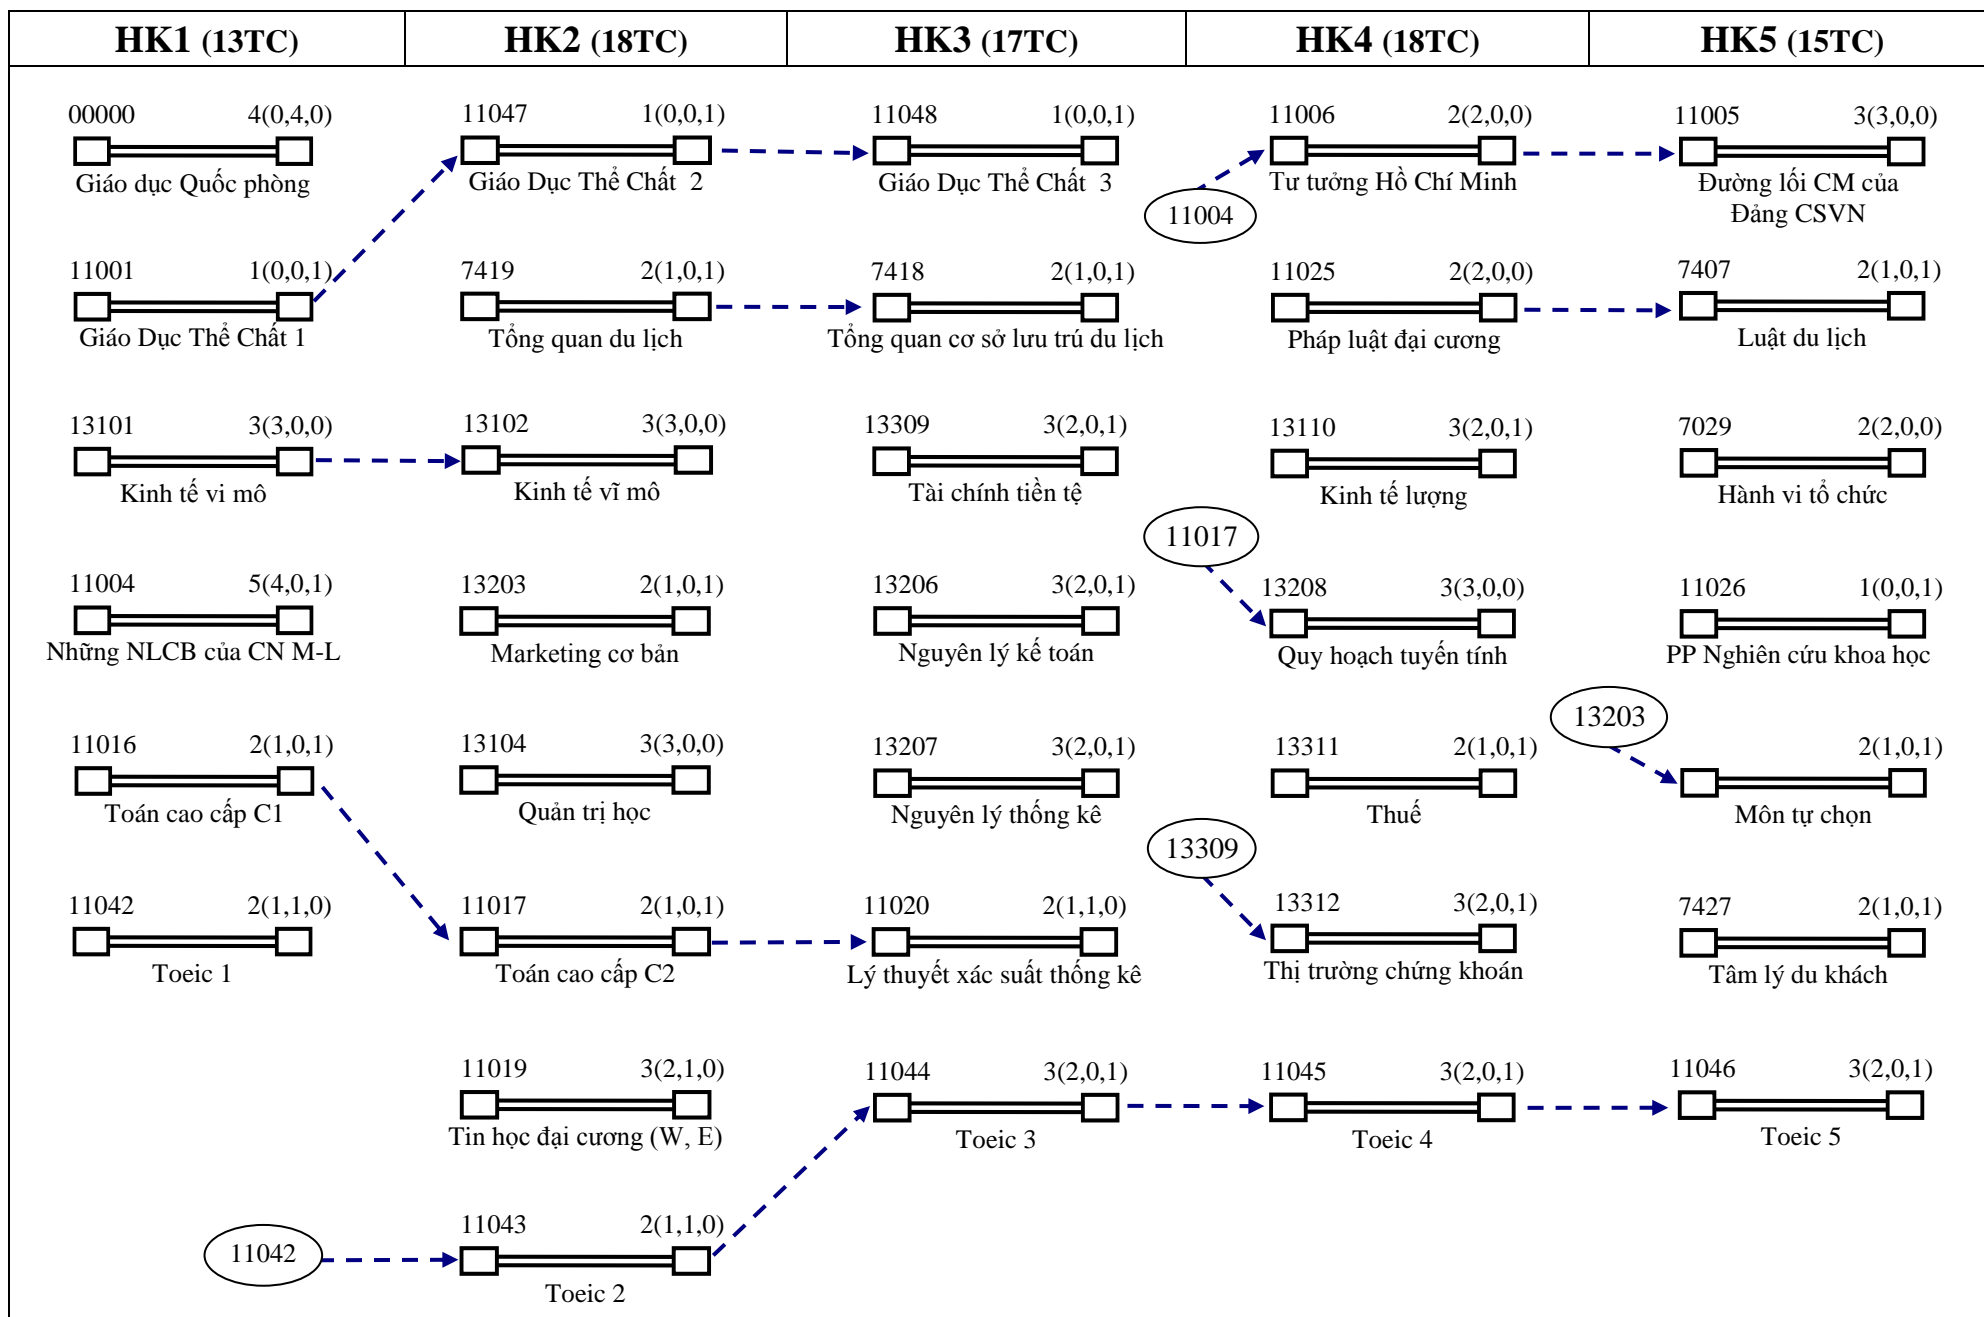 HK1 (13TC)
HK2 (18TC)
HK3 (17TC)
HK4 (18TC)
HK5 (15TC)
00000 4(0,4,0)
Giáo dục Quốc phòng
11047 1(0,0,1)
Giáo Dục Thể Chất 2
11048 1(0,0,1)
Giáo Dục Thể Chất 3
11004
11006 2(2,0,0)
Tư tưởng Hồ Chí Minh
11005 3(3,0,0)
Đường lối CM của
Đảng CSVN
11001 1(0,0,1)
Giáo Dục Thể Chất 1
7419 2(1,0,1)
Tổng quan du lịch
7418 2(1,0,1)
Tổng quan cơ sở lưu trú du lịch
11025 2(2,0,0)
Pháp luật đại cương
7407 2(1,0,1)
Luật du lịch
13101 3(3,0,0)
Kinh tế vi mô
13102 3(3,0,0)
Kinh tế vĩ mô
13309 3(2,0,1)
Tài chính tiền tệ
13110 3(2,0,1)
Kinh tế lượng
7029 2(2,0,0)
Hành vi tổ chức
11004 5(4,0,1)
Những NLCB của CN M-L
13203 2(1,0,1)
Marketing cơ bản
13206 3(2,0,1)
Nguyên lý kế toán
11017
13208 3(3,0,0)
Quy hoạch tuyến tính
11026 1(0,0,1)
PP Nghiên cứu khoa học
11016 2(1,0,1)
Toán cao cấp C1
13104 3(3,0,0)
Quản trị học
13207 3(2,0,1)
Nguyên lý thống kê
13311 2(1,0,1)
Thuế
13203
2(1,0,1)
Môn tự chọn
11042 2(1,1,0)
Toeic 1
11017 2(1,0,1)
Toán cao cấp C2
11020 2(1,1,0)
Lý thuyết xác suất thống kê
13309
13312 3(2,0,1)
Thị trường chứng khoán
7427 2(1,0,1)
Tâm lý du khách
11019 3(2,1,0)
Tin học đại cương (W, E)
11044 3(2,0,1)
Toeic 3
11045 3(2,0,1)
Toeic 4
11046 3(2,0,1)
Toeic 5
11042
11043 2(1,1,0)
Toeic 2